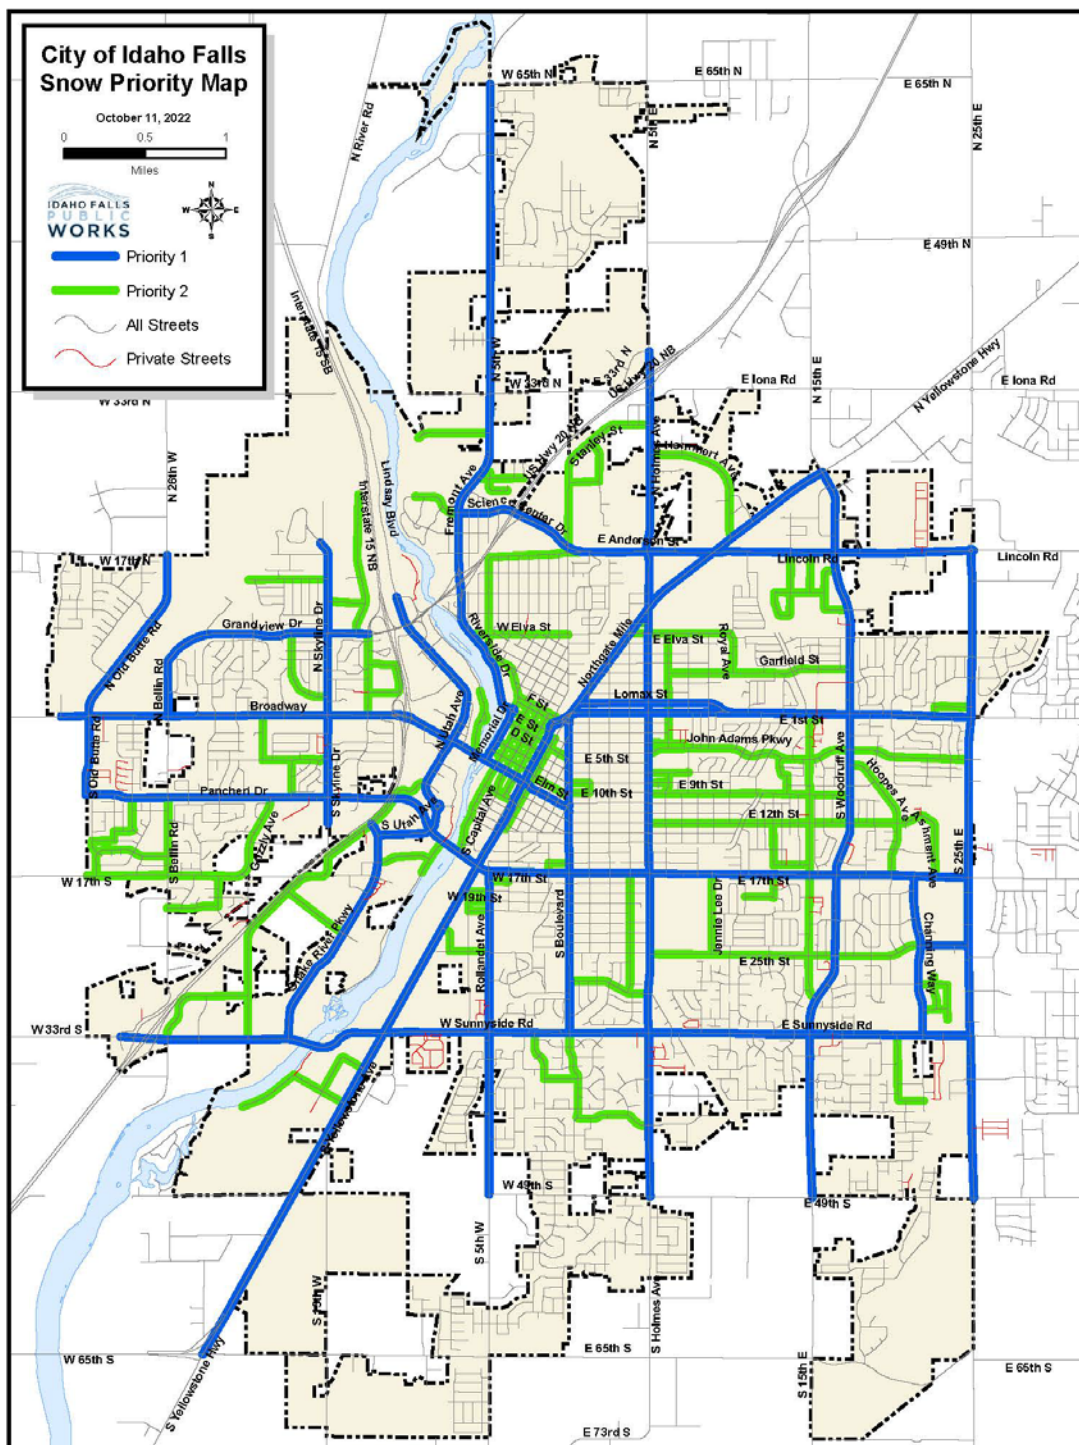 City of Idaho Falls
Snow Priority Map
October 11, 2022
0 0.5 1
Miles
N
W E
S
IDAHO FALLS
PUBLIC
WORKS
Priority 1
Priority 2
All Streets
Private Streets
W 65th N
E 65th N
E 65th N
N River Rd
N 5th E
N 25th E
E 49th N
Interstate 15 SB
N 5th W
E 33rd N
US Hwy 20 NB
W 33rd N
W 33rd N
N 15th E
E Iona Rd
E Iona Rd
N Yellowstone Hwy
N 26th W
Interstate 15 NB
Lindsay Blvd
Fremont Ave
US Hwy 20 NB
Stanley St
N Holmes Ave
Hemmert Ave
Science Center Dr
E Anderson St
Lincoln Rd
Lincoln Rd
W 17th N
N Old Butte Rd
N Bellin Rd
Grandview Dr
N Skyline Dr
Riverside Dr
W Elva St
E Elva St
Northgate Mile
Royal Ave
Garfield St
Lomax St
Broadway
N Utah Ave
Memorial Dr
F St
E St
D St
E 1st St
John Adams Pkwy
S Old Butte Rd
S Skyline Dr
Pancheri Dr
S Utah Ave
S Capital Ave
Elm St
E 5th St
E 9th St
E 10th St
E 12th St
S Woodruff Ave
Hoopes Ave
Ashment Ave
S 25th E
S Bellin Rd
Grizzly Ave
W 17th S
W 17th St
E 17th St
W 19th St
Rollandet Ave
S Boulevard
Jennie Lee Dr
E 25th St
Channing Way
Snake River Pkwy
W 33rd S
W Sunnyside Rd
E Sunnyside Rd
S Yellowstone Ave
W 49th S
E 49th S
S 5th W
S Holmes Ave
S 15th W
S 15th E
W 65th S
E 65th S
E 65th S
S Yellowstone Hwy
E 73rd S